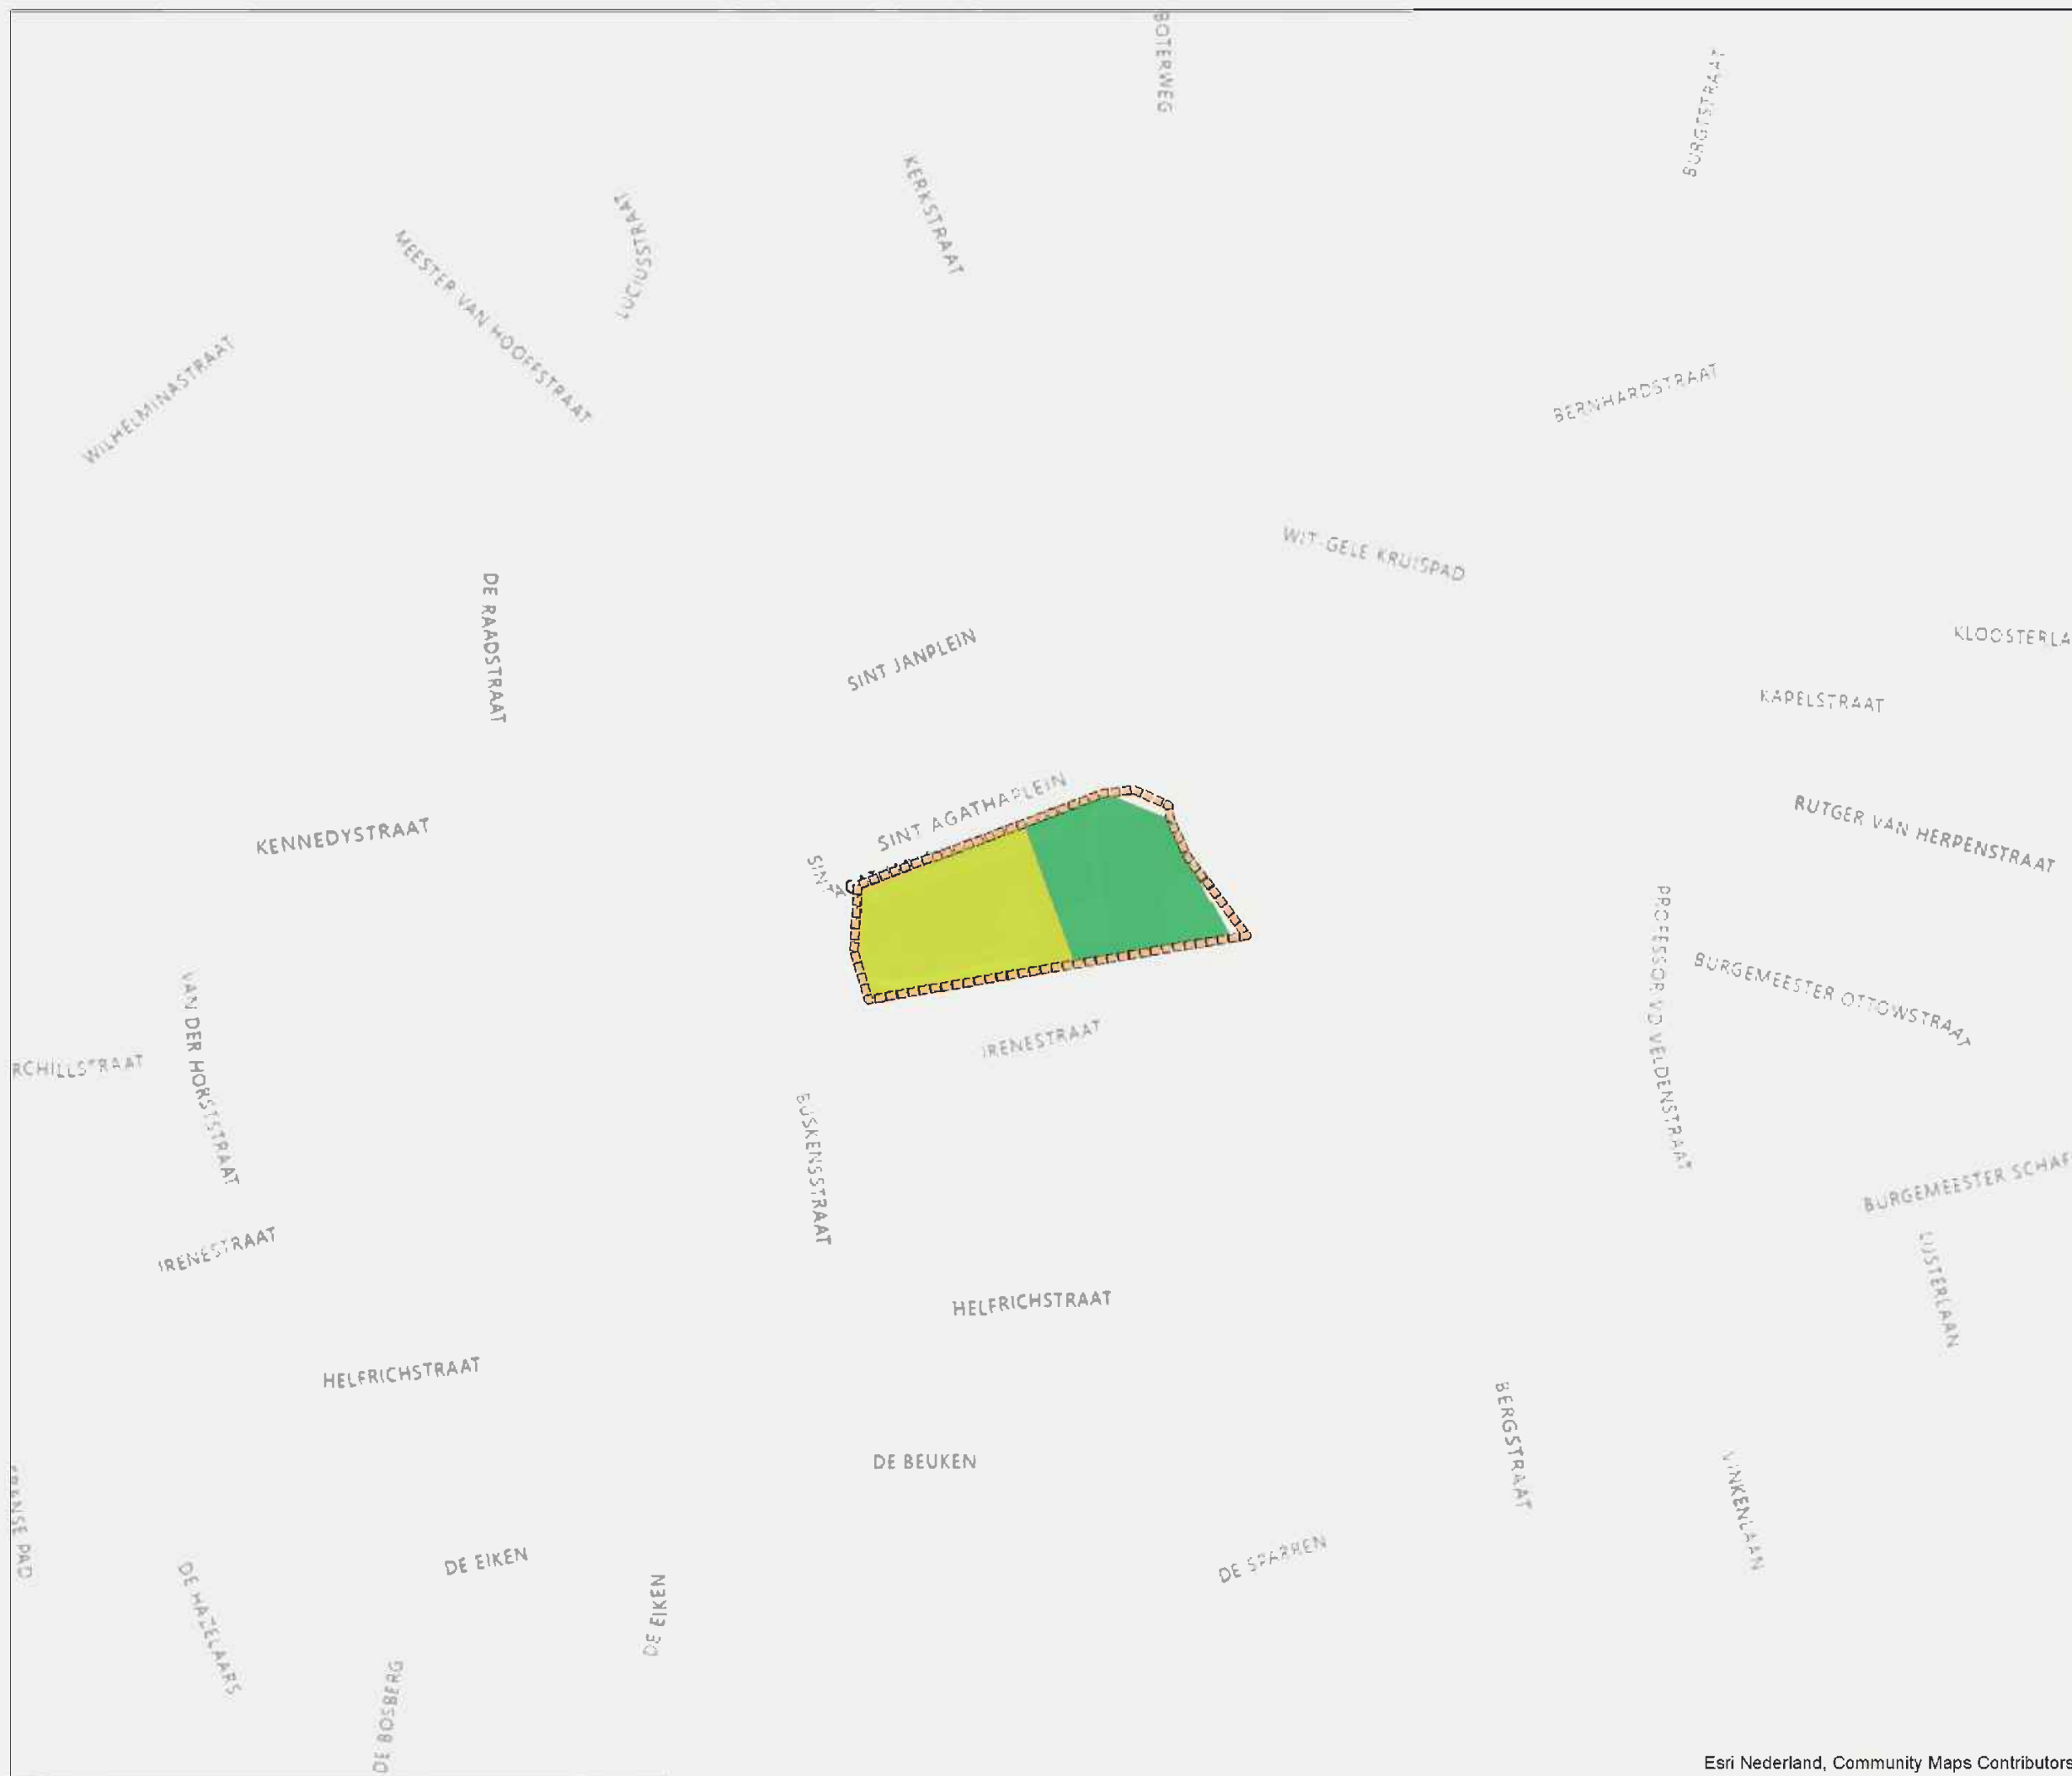 BOTERWEG
BURGTSTRAAT
KERKSTRAAT
LUCIUSSTRAAT
MEESTER VAN HOOFFSTRAAT
WILHELMINASTRAAT
BERNHARDSTRAAT
WIT-GELE KRUISPAD
DE RAADSTRAAT
SINT JANPLEIN
KLOOSTERLA
KAPELSTRAAT
SINT AGATHAPLEIN
RUTGER VAN HERPENSTRAAT
KENNEDYSTRAAT
SINT A
PROFESSOR VD VELDENSTRAAT
BURGEMEESTER OTTOWSTRAAT
VAN DER HORSTSTRAAT
IRENESTRAAT
RCHILLSTRAAT
BUSKENSSTRAAT
BURGEMEESTER SCHAF
IRENESTRAAT
LIJSTERLAAN
HELFRICHSTRAAT
HELFRICHSTRAAT
BERGSTRAAT
DE BEUKEN
VINKENLAAN
PAD
DE EIKEN
DE SPARREN
DE HAZELAARS
DE EIKEN
DE BOSBERG
Esri Nederland, Community Maps Contributors